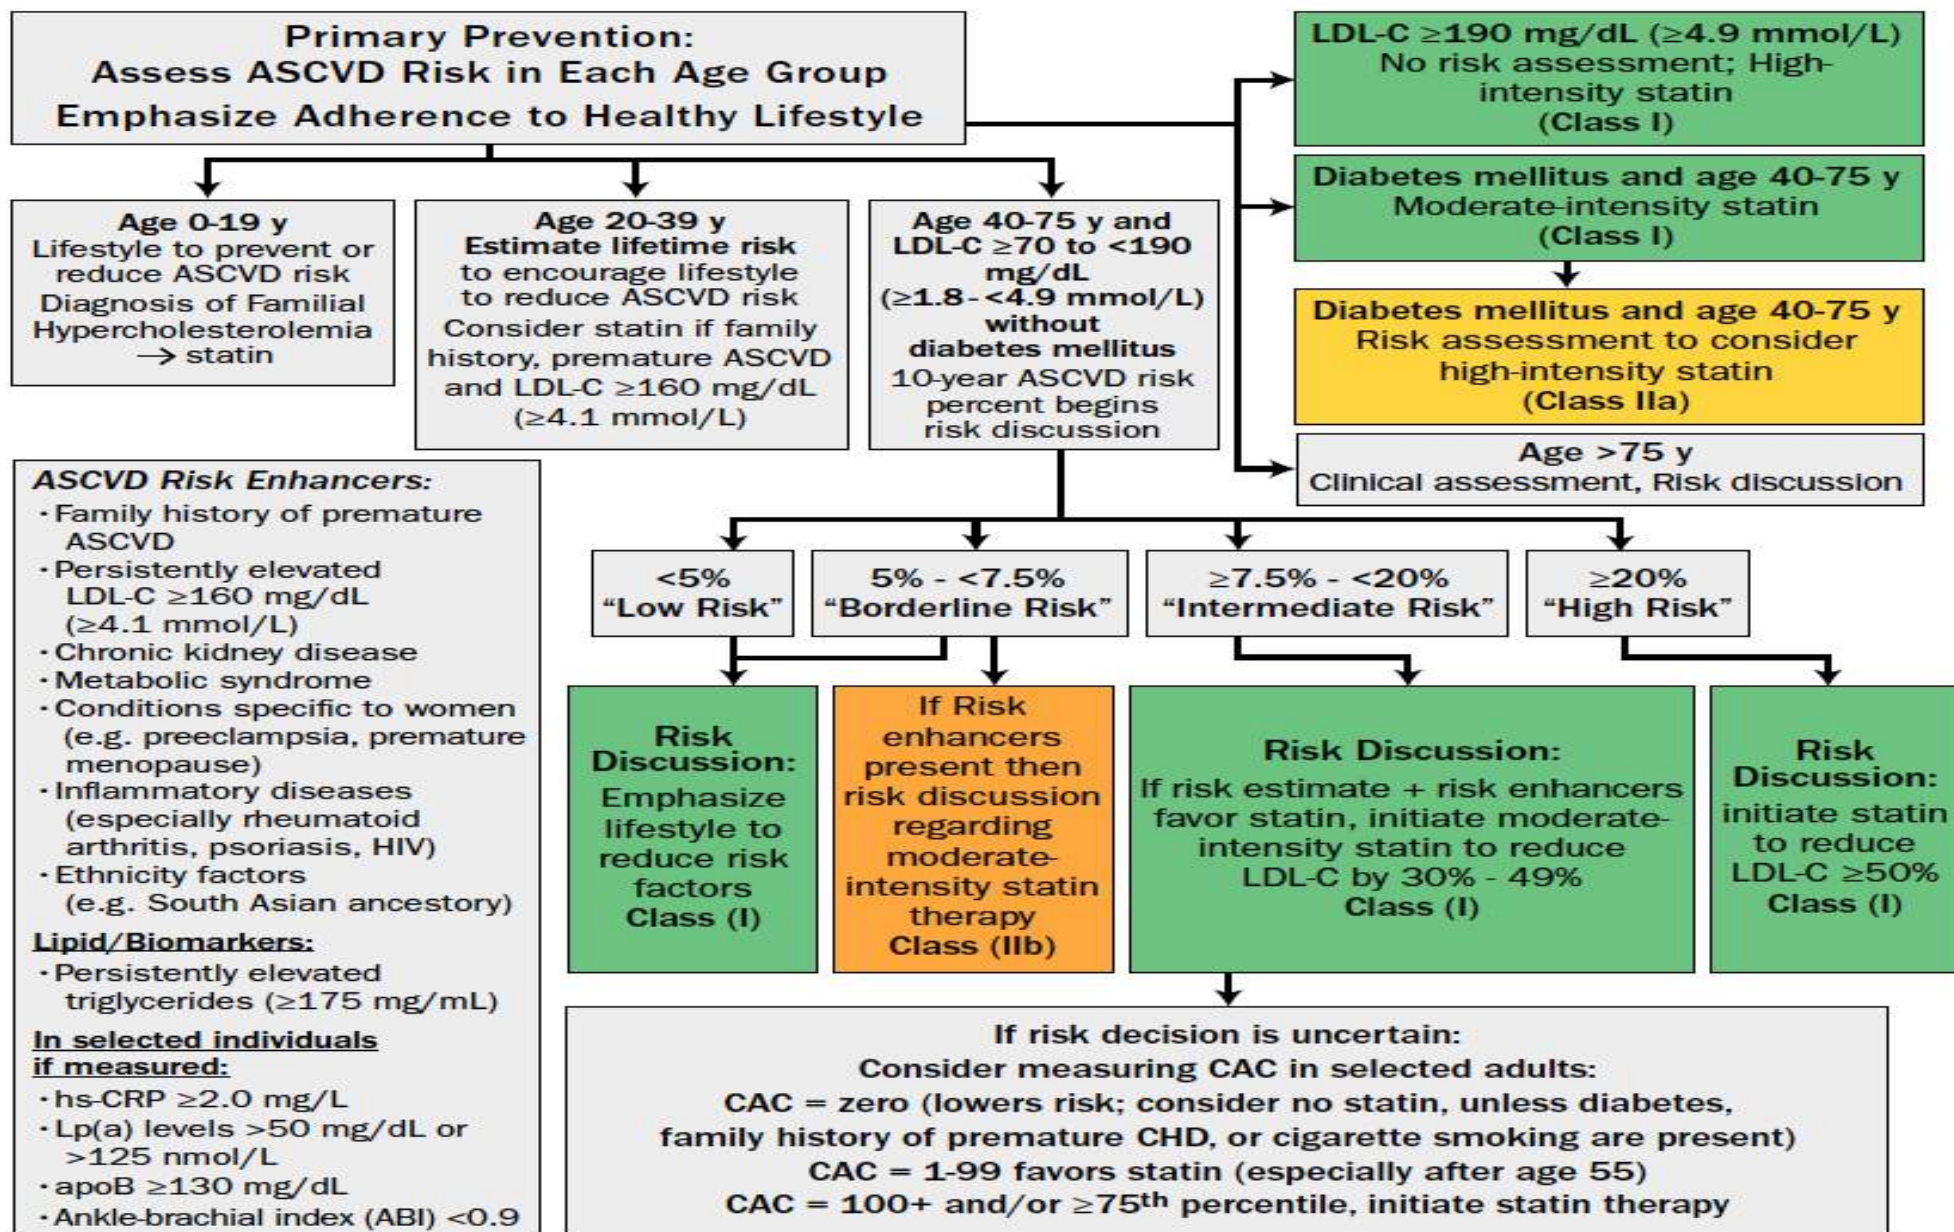 Primary Prevention:
Assess ASCVD Risk in Each Age Group
Emphasize Adherence to Healthy Lifestyle
LDL-C ≥190 mg/dL (≥4.9 mmol/L)
No risk assessment; High-
intensity statin
(Class I)
Diabetes mellitus and age 40-75 y
Moderate-intensity statin
(Class I)
Diabetes mellitus and age 40-75 y
Risk assessment to consider
high-intensity statin
(Class IIa)
Age >75 y
Clinical assessment, Risk discussion
Age 0-19 y
Lifestyle to prevent or
reduce ASCVD risk
Diagnosis of Familial
Hypercholesterolemia
→ statin
Age 20-39 y
Estimate lifetime risk
to encourage lifestyle
to reduce ASCVD risk
Consider statin if family
history, premature ASCVD
and LDL-C ≥160 mg/dL
(≥4.1 mmol/L)
Age 40-75 y and
LDL-C ≥70 to <190
mg/dL
(≥1.8-<4.9 mmol/L)
without
diabetes mellitus
10-year ASCVD risk
percent begins
risk discussion
ASCVD Risk Enhancers:
· Family history of premature
ASCVD
· Persistently elevated
LDL-C ≥160 mg/dL
(≥4.1 mmol/L)
· Chronic kidney disease
· Metabolic syndrome
· Conditions specific to women
(e.g. preeclampsia, premature
menopause)
· Inflammatory diseases
(especially rheumatoid
arthritis, psoriasis, HIV)
· Ethnicity factors
(e.g. South Asian ancestory)
Lipid/Biomarkers:
· Persistently elevated
triglycerides (≥175 mg/mL)
In selected individuals
if measured:
· hs-CRP ≥2.0 mg/L
· Lp(a) levels >50 mg/dL or
>125 nmol/L
· apoB ≥130 mg/dL
· Ankle-brachial index (ABI) <0.9
<5%
“Low Risk”
5% - <7.5%
“Borderline Risk”
≥7.5% - <20%
“Intermediate Risk”
≥20%
“High Risk”
Risk
Discussion:
Emphasize
lifestyle to
reduce risk
factors
Class (I)
If Risk
enhancers
present then
risk discussion
regarding
moderate-
intensity statin
therapy
Class (IIb)
Risk Discussion:
If risk estimate + risk enhancers
favor statin, initiate moderate-
intensity statin to reduce
LDL-C by 30% - 49%
Class (I)
Risk
Discussion:
initiate statin
to reduce
LDL-C ≥50%
Class (I)
If risk decision is uncertain:
Consider measuring CAC in selected adults:
CAC = zero (lowers risk; consider no statin, unless diabetes,
family history of premature CHD, or cigarette smoking are present)
CAC = 1-99 favors statin (especially after age 55)
CAC = 100+ and/or ≥75th percentile, initiate statin therapy